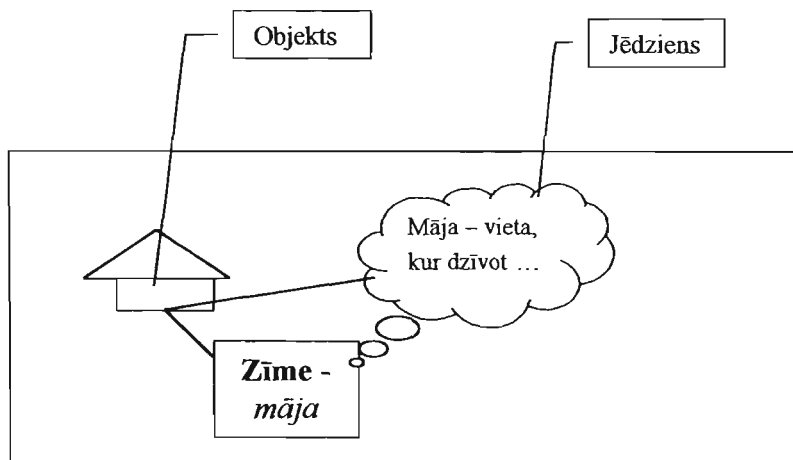 Objekts
Jēdziens
Māja – vieta,
kur dzīvot ...
Zīme -
māja